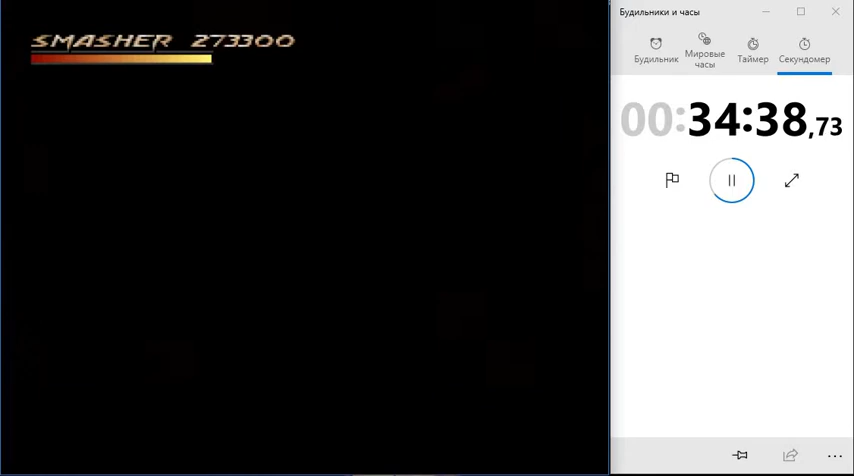 SMASHER 273300
Будильники и часы
Будильник
Мировые
часы
Таймер
Секундомер
00:34:38,73